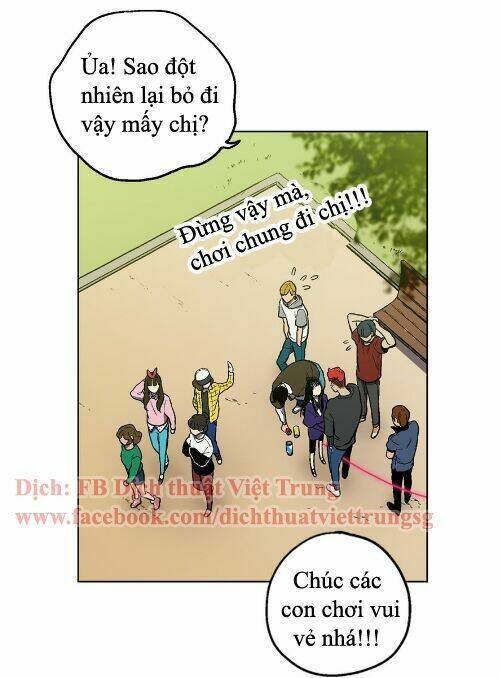 Ủa! Sao đột
nhiên lại bỏ đi
vậy mấy chị?
Đừng vậy mà,
chơi chung đi chị!!!
Dịch: FB Dịch thuật Việt Trung
www.facebook.com/dichthuatviettrungsg
Chúc các
con chơi vui
vẻ nhá!!!